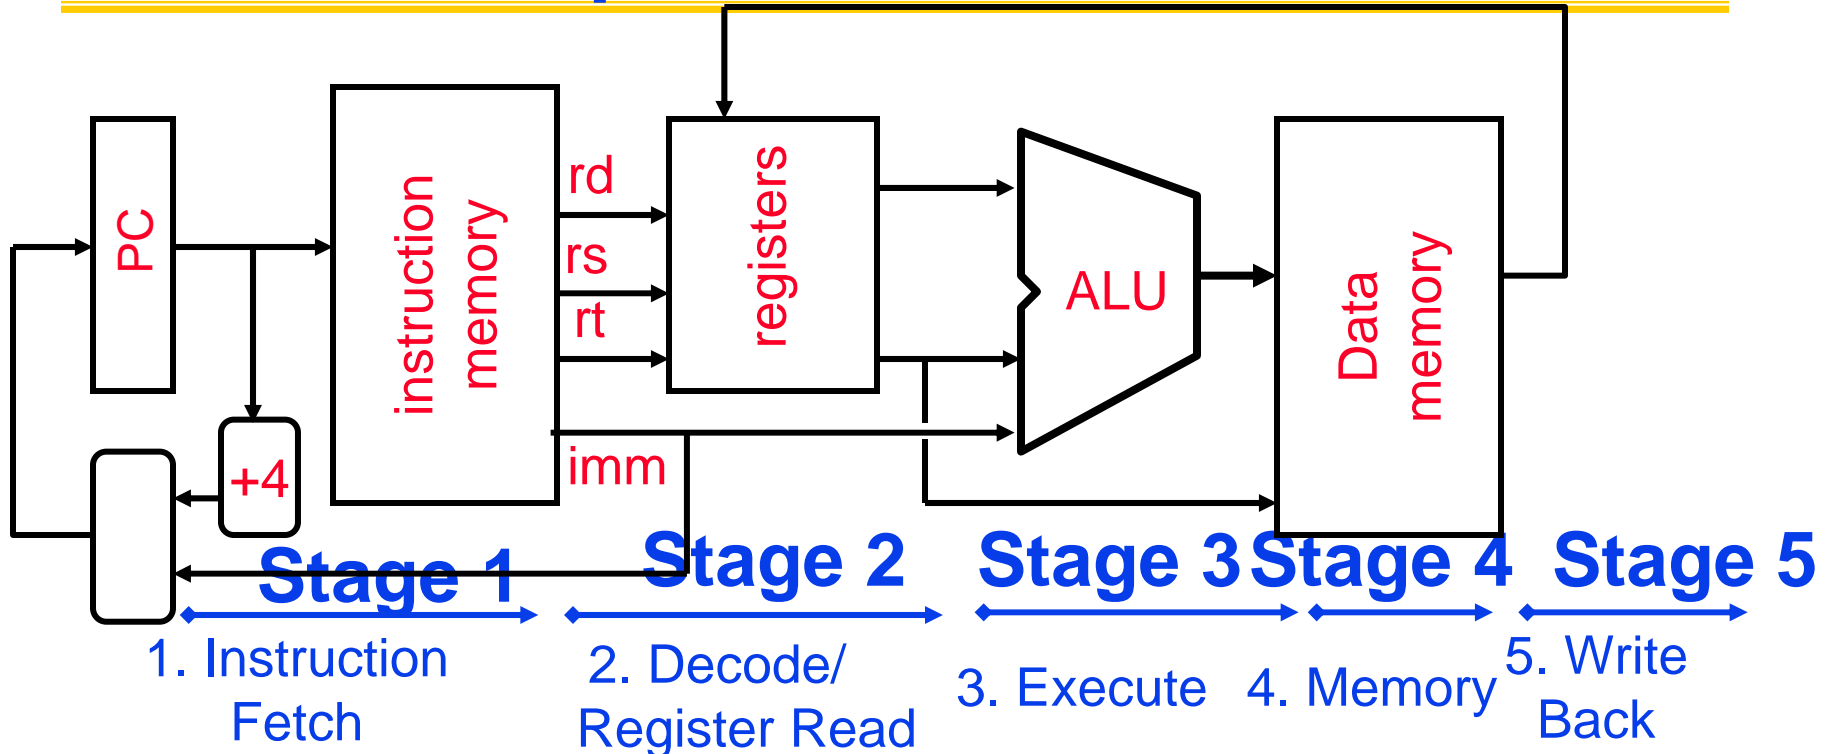 PC
+4
instruction
memory
rd
rs
rt
imm
registers
ALU
Data
memory
Stage 1
Stage 2
Stage 3
Stage 4
Stage 5
1. Instruction
Fetch
2. Decode/
Register Read
3. Execute
4. Memory
5. Write
Back